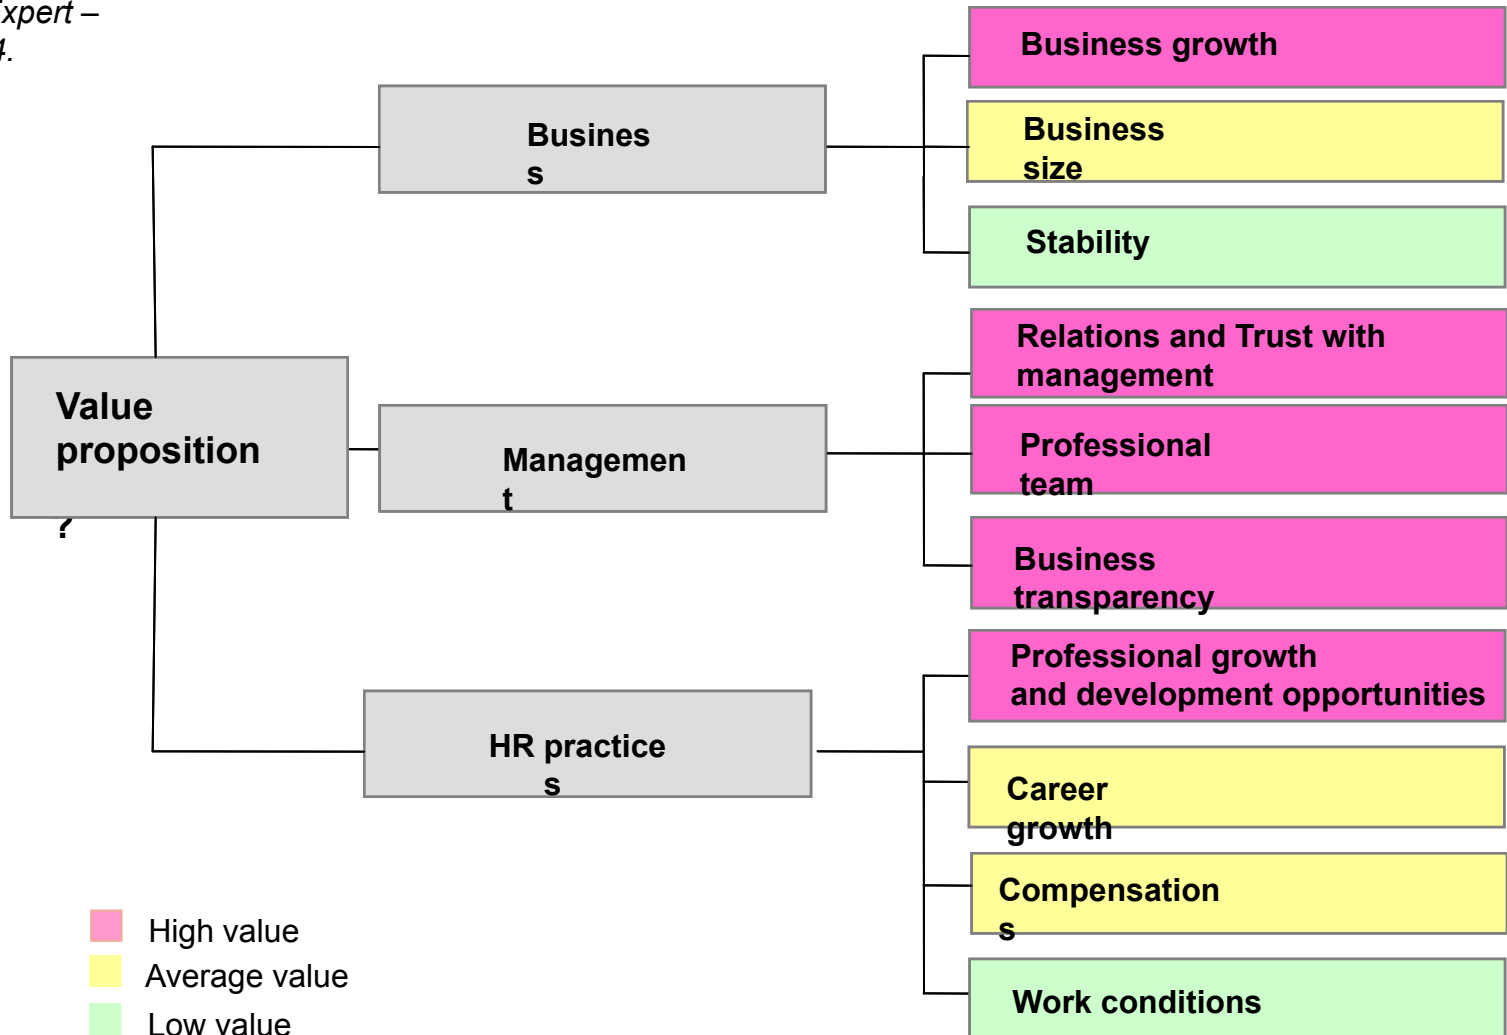 xpert –
4.
Business growth
Busines
s
Business
size
Stability
Relations and Trust with
management
Value
proposition
?
Managemen
t
Professional
team
Business
transparency
Professional growth
and development opportunities
HR practice
s
Career
growth
Compensation
s
Work conditions
High value
Average value
Low value